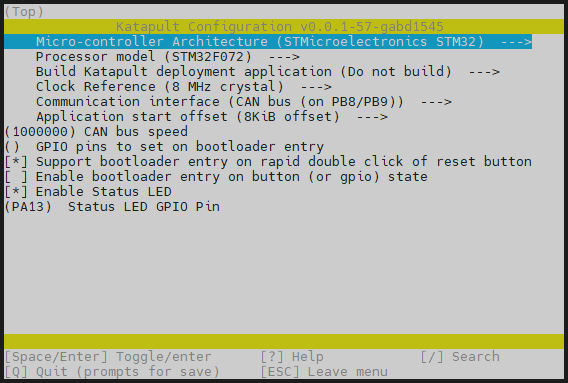 (Top)
Katapult Configuration v0.0.1-57-gabd1545
Micro-controller Architecture (STMicroelectronics STM32)  --->
Processor model (STM32F072)  --->
Build Katapult deployment application (Do not build)  --->
Clock Reference (8 MHz crystal)  --->
Communication interface (CAN bus (on PB8/PB9))  --->
Application start offset (8KiB offset)  --->
(1000000) CAN bus speed
()  GPIO pins to set on bootloader entry
[*] Support bootloader entry on rapid double click of reset button
[ ] Enable bootloader entry on button (or gpio) state
[*] Enable Status LED
(PA13)  Status LED GPIO Pin
[Space/Enter] Toggle/enter     [?] Help            [/] Search
[Q] Quit (prompts for save)    [ESC] Leave menu